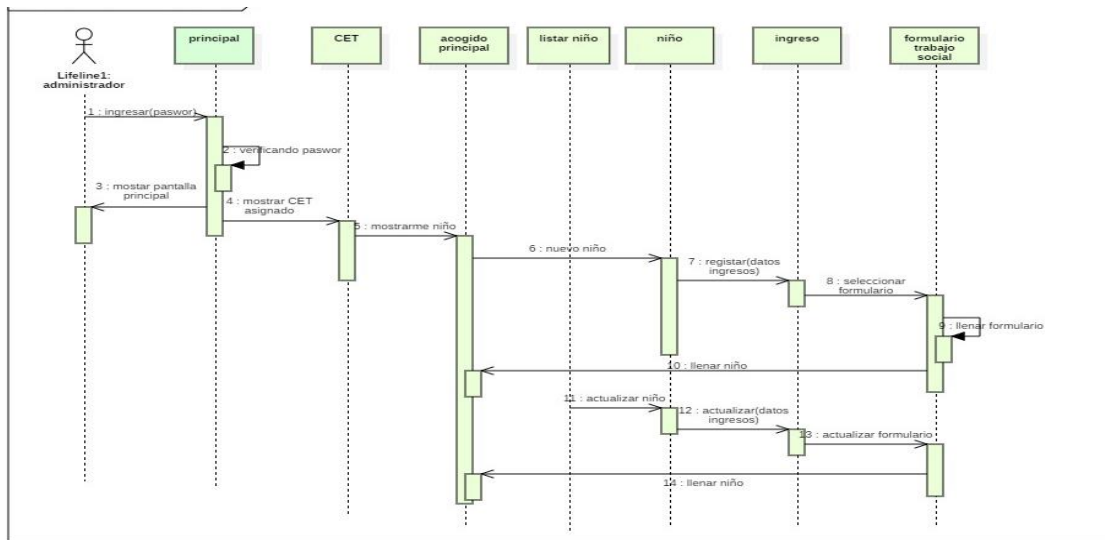 principal
CET
acogido
principal
listar niño
niño
ingreso
formulario
trabajo
social
Lifeline1:
administrador
1 : ingresar(paswor)
2 : verificando paswor
3 : mostar pantalla
principal
4 : mostrar CET
asignado
5 : mostrarme niño
6 : nuevo niño
7 : registar(datos
ingresos)
8 : seleccionar
formulario
9 : llenar formulario
10 : llenar niño
11 : actualizar niño
12 : actualizar(datos
ingresos)
13 : actualizar formulario
14 : llenar niño